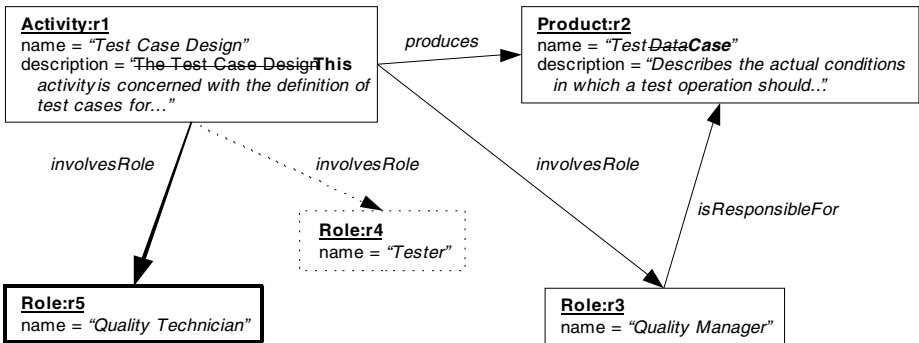 Activity:r1
name = “Test Case Design”
description = “The Test Case DesignThis
activity is concerned with the definition of
test cases for…”
produces
Product:r2
name = “TestDataCase”
description = “Describes the actual conditions
in which a test operation should...”
involvesRole
involvesRole
involvesRole
isResponsibleFor
Role:r4
name = “Tester”
Role:r5
name = “Quality Technician”
Role:r3
name = “Quality Manager”